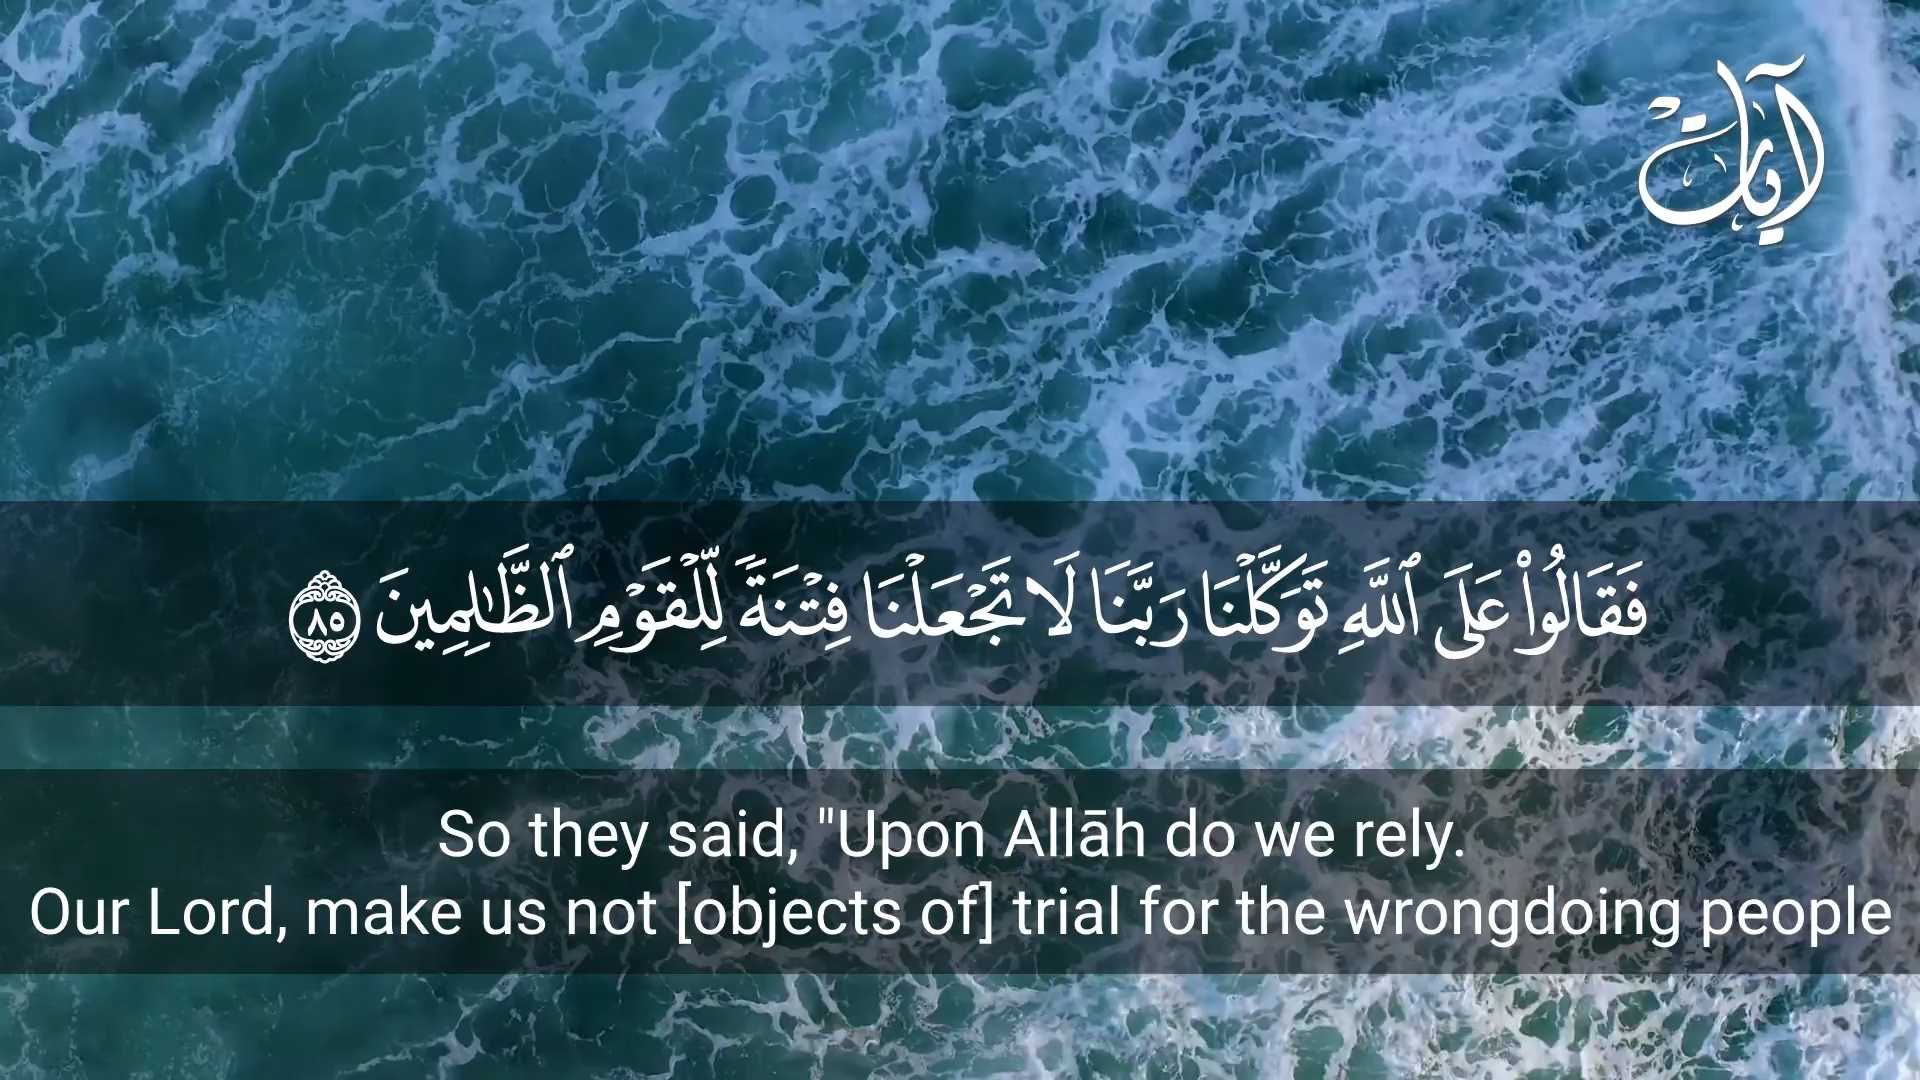 آيات
فَقَالُوا۟ عَلَى ٱللَّهِ تَوَكَّلْنَا رَبَّنَا لَا تَجْعَلْنَا فِتْنَةً لِّلْقَوْمِ ٱلظَّٰلِمِينَ ٨٥
So they said, "Upon Allāh do we rely.
Our Lord, make us not [objects of] trial for the wrongdoing people